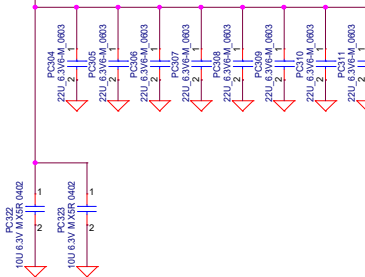 PC304
22U_6.3V6-M_0603
1
2
PC305
22U_6.3V6-M_0603
1
2
PC306
22U_6.3V6-M_0603
1
2
PC307
22U_6.3V6-M_0603
1
2
PC308
22U_6.3V6-M_0603
1
2
PC309
22U_6.3V6-M_0603
1
2
PC310
22U_6.3V6-M_0603
1
2
PC311
22U_6.3V6-M_0603
1
2
PC322
10U 6.3V M X5R 0402
1
2
PC323
10U 6.3V M X5R 0402
1
2